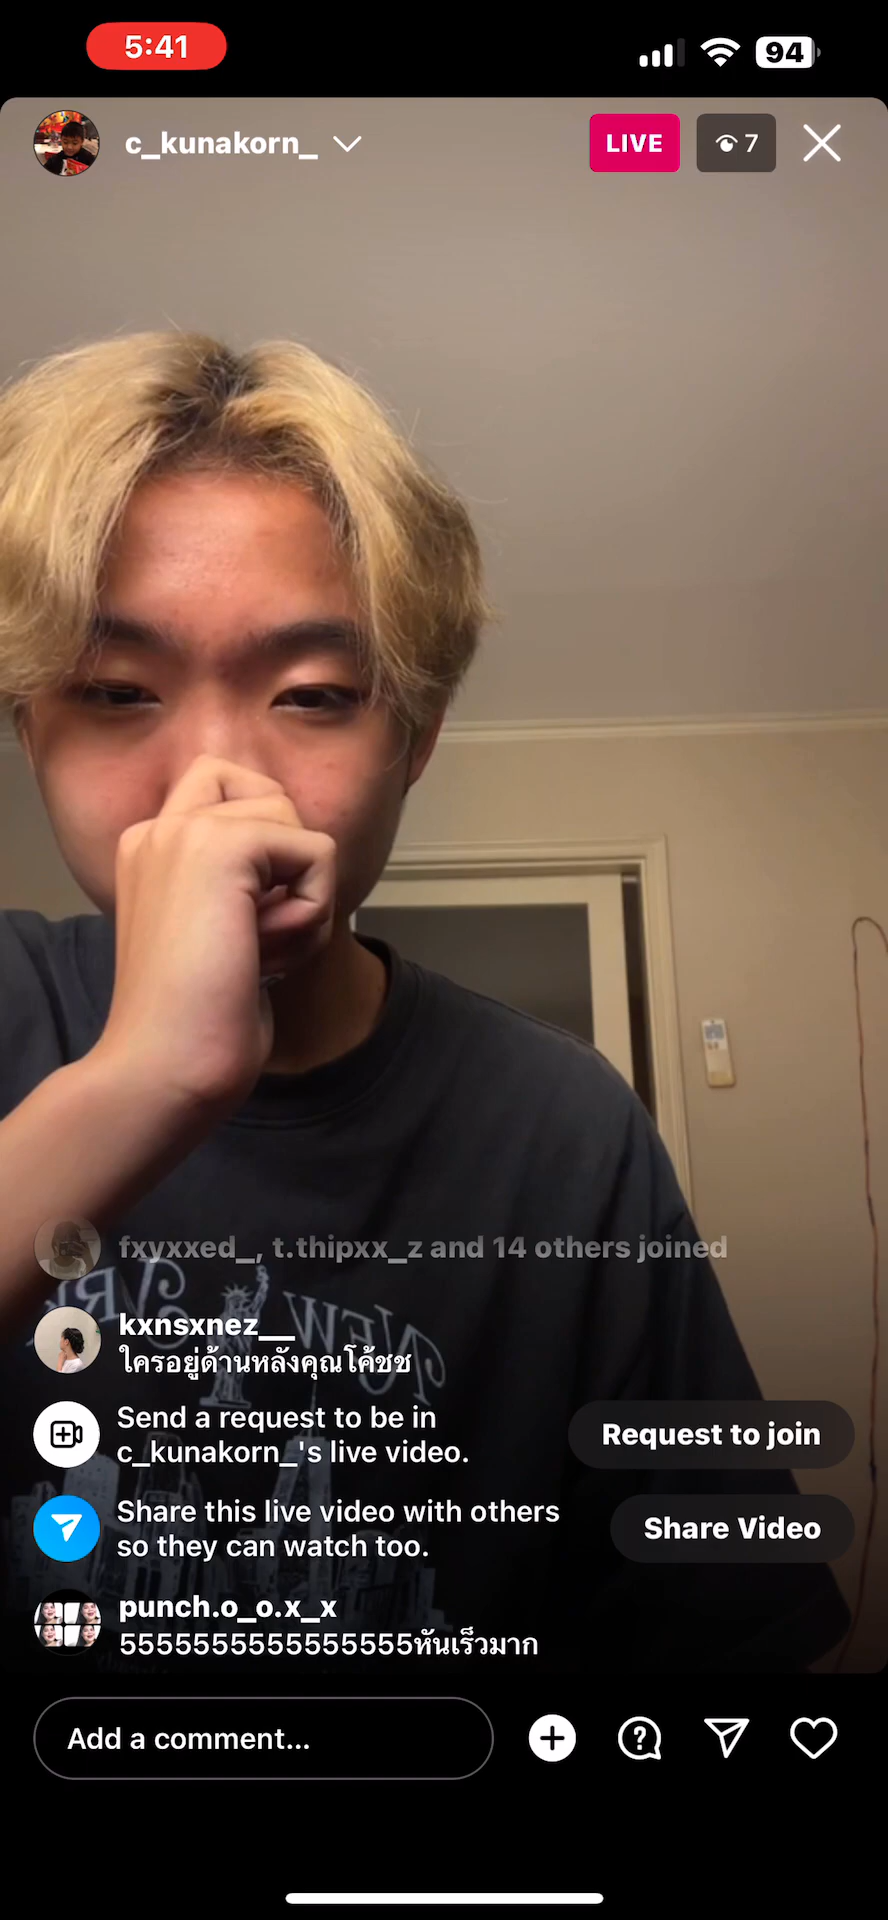 5:41
94
c_kunakorn_
LIVE
7
fxyxxed_, t.thipxx_z and 14 others joined
kxnsxnez__
ใครอยู่ด้านหลังคุณโค้ชช
Send a request to be in
c_kunakorn_'s live video.
Request to join
Share this live video with others
so they can watch too.
Share Video
punch.o_o.x_x
5555555555555555หันเร็วมาก
Add a comment...
NEW YORK